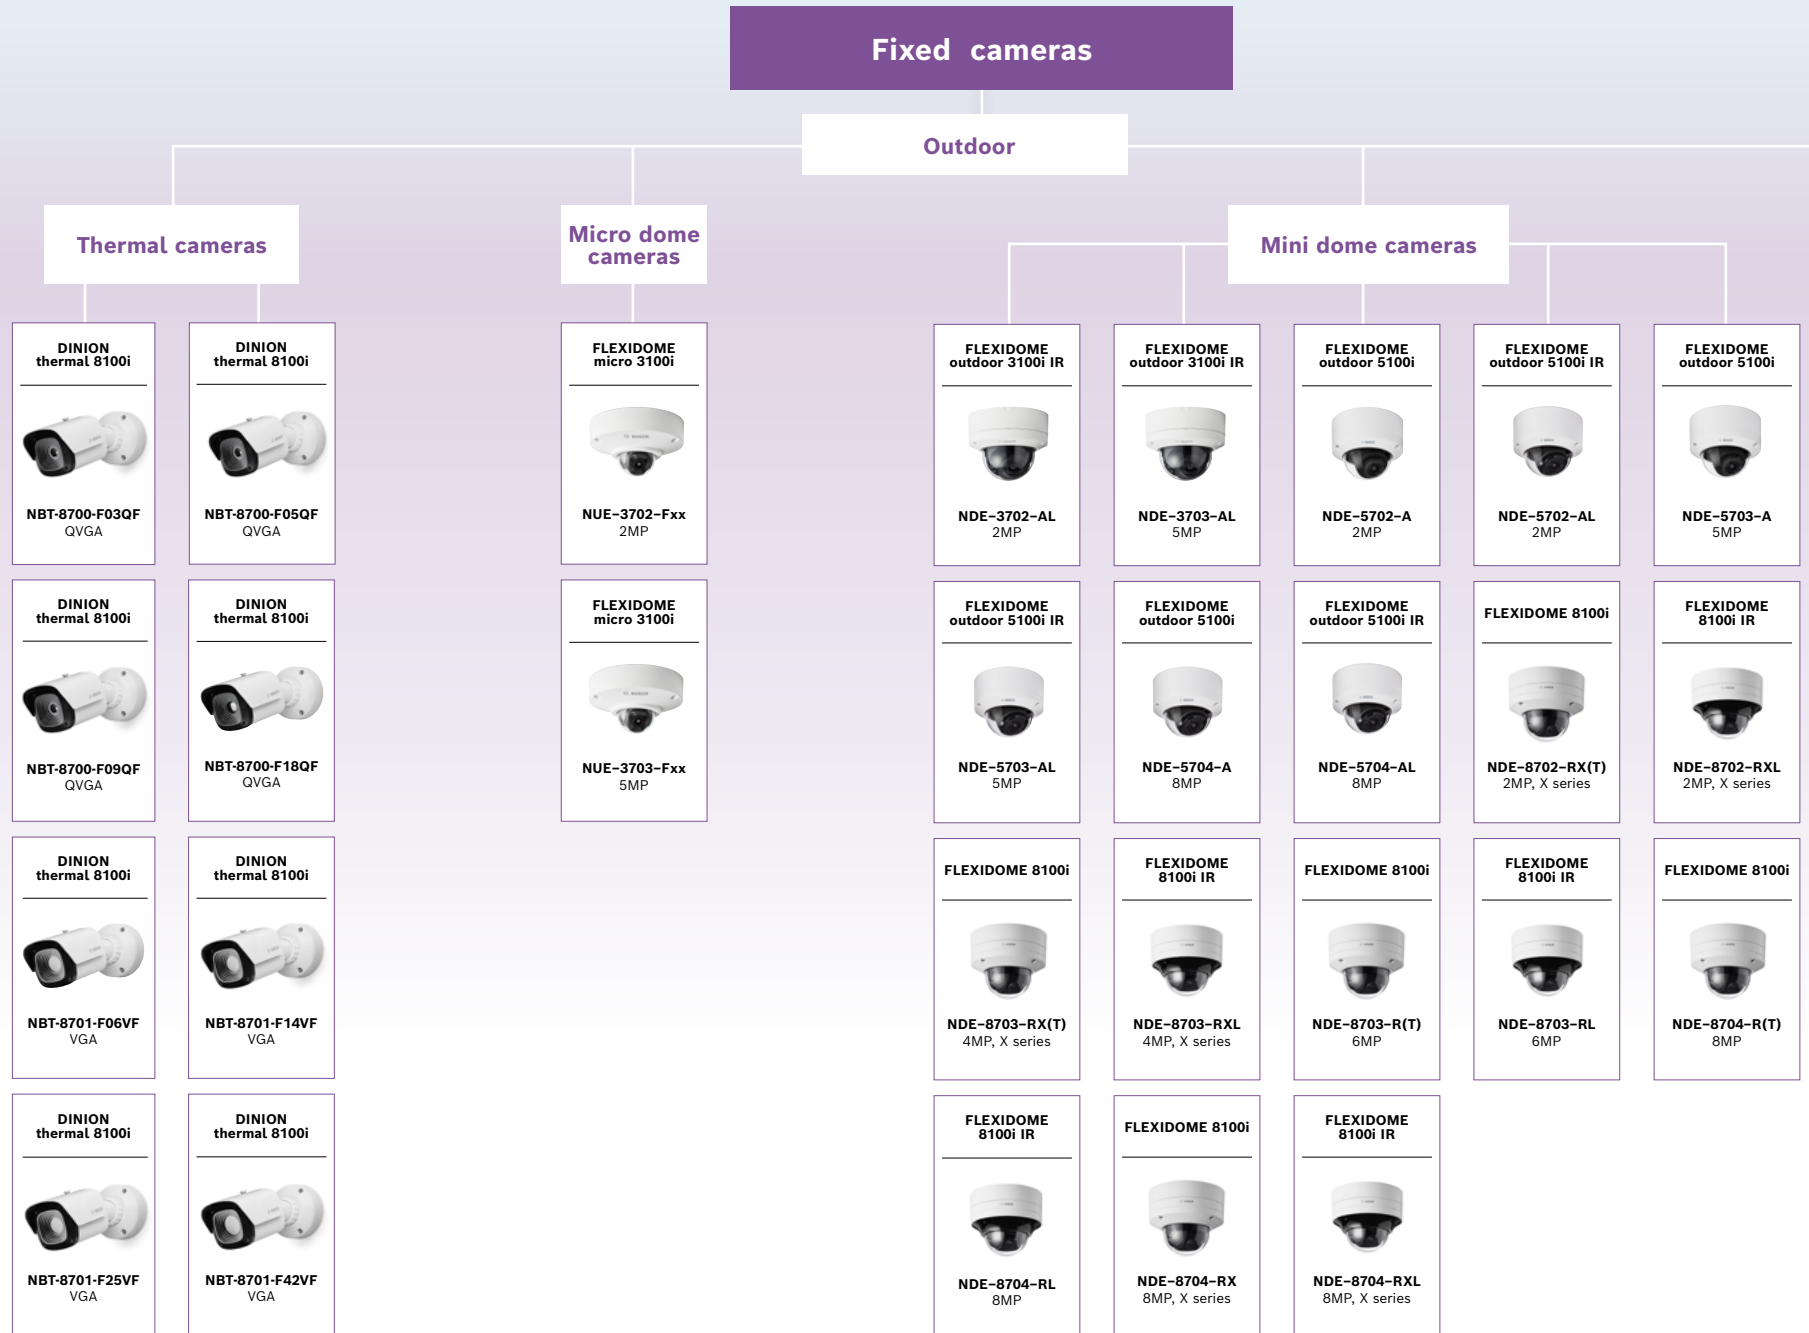 Fixed cameras
Outdoor
Thermal cameras
Micro dome
cameras
Mini dome cameras
DINION
thermal 8100i
NBT-8700-F03QF
QVGA
DINION
thermal 8100i
NBT-8700-F05QF
QVGA
FLEXIDOME
micro 3100i
NUE-3702-Fxx
2MP
FLEXIDOME
outdoor 3100i IR
NDE-3702-AL
2MP
FLEXIDOME
outdoor 3100i IR
NDE-3703-AL
5MP
FLEXIDOME
outdoor 5100i
NDE-5702-A
2MP
FLEXIDOME
outdoor 5100i IR
NDE-5702-AL
2MP
FLEXIDOME
outdoor 5100i
NDE-5703-A
5MP
DINION
thermal 8100i
NBT-8700-F09QF
QVGA
DINION
thermal 8100i
NBT-8700-F18QF
QVGA
FLEXIDOME
micro 3100i
NUE-3703-Fxx
5MP
FLEXIDOME
outdoor 5100i IR
NDE-5703-AL
5MP
FLEXIDOME
outdoor 5100i
NDE-5704-A
8MP
FLEXIDOME
outdoor 5100i IR
NDE-5704-AL
8MP
FLEXIDOME 8100i
NDE-8702-RX(T)
2MP, X series
FLEXIDOME
8100i IR
NDE-8702-RXL
2MP, X series
DINION
thermal 8100i
NBT-8701-F06VF
VGA
DINION
thermal 8100i
NBT-8701-F14VF
VGA
FLEXIDOME 8100i
NDE-8703-RX(T)
4MP, X series
FLEXIDOME
8100i IR
NDE-8703-RXL
4MP, X series
FLEXIDOME 8100i
NDE-8703-R(T)
6MP
FLEXIDOME
8100i IR
NDE-8703-RL
6MP
FLEXIDOME 8100i
NDE-8704-R(T)
8MP
DINION
thermal 8100i
NBT-8701-F25VF
VGA
DINION
thermal 8100i
NBT-8701-F42VF
VGA
FLEXIDOME
8100i IR
NDE-8704-RL
8MP
FLEXIDOME 8100i
NDE-8704-RX
8MP, X series
FLEXIDOME
8100i IR
NDE-8704-RXL
8MP, X series